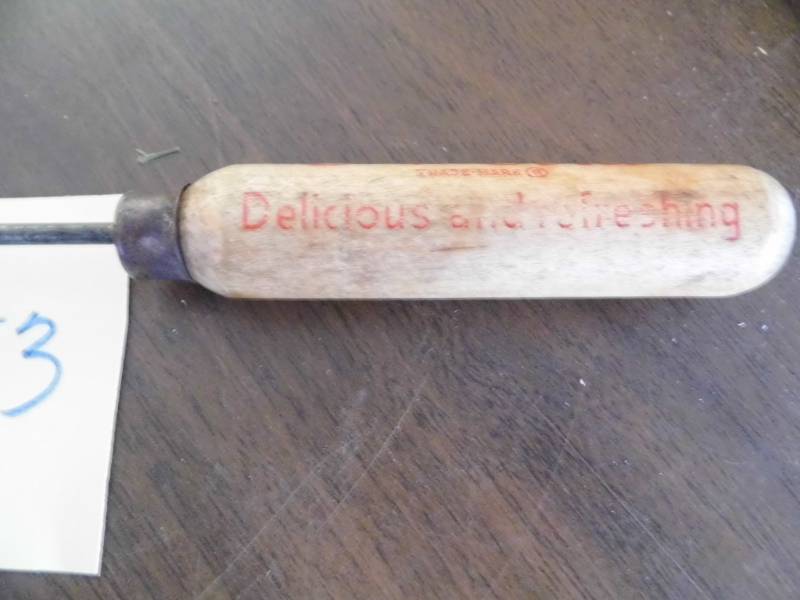 TRADE-MARK ®
Delicious and refreshing
3